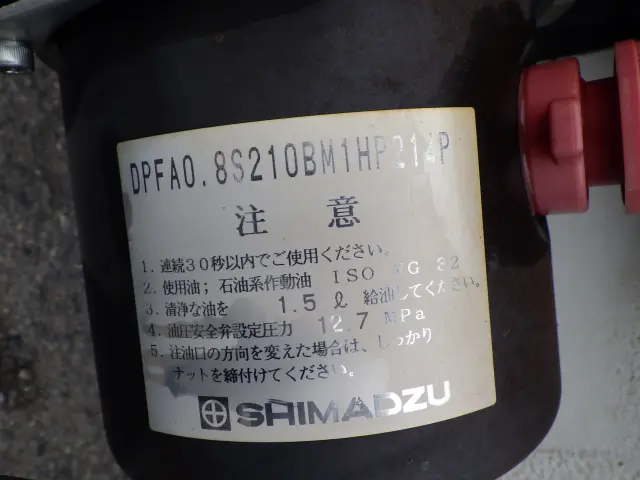 DPFA0.8S210BM1HP214P
注意
1. 連続30秒以内でご使用ください。
2. 使用油; 石油系作動油 ISO VG 32
3. 清浄な油を 1.5ℓ 給油してください。
4. 油圧安全弁設定圧力 12.7 MPa
5. 注油口の方向を変えた場合は、しっかり
ナットを締付けてください。
SHIMADZU